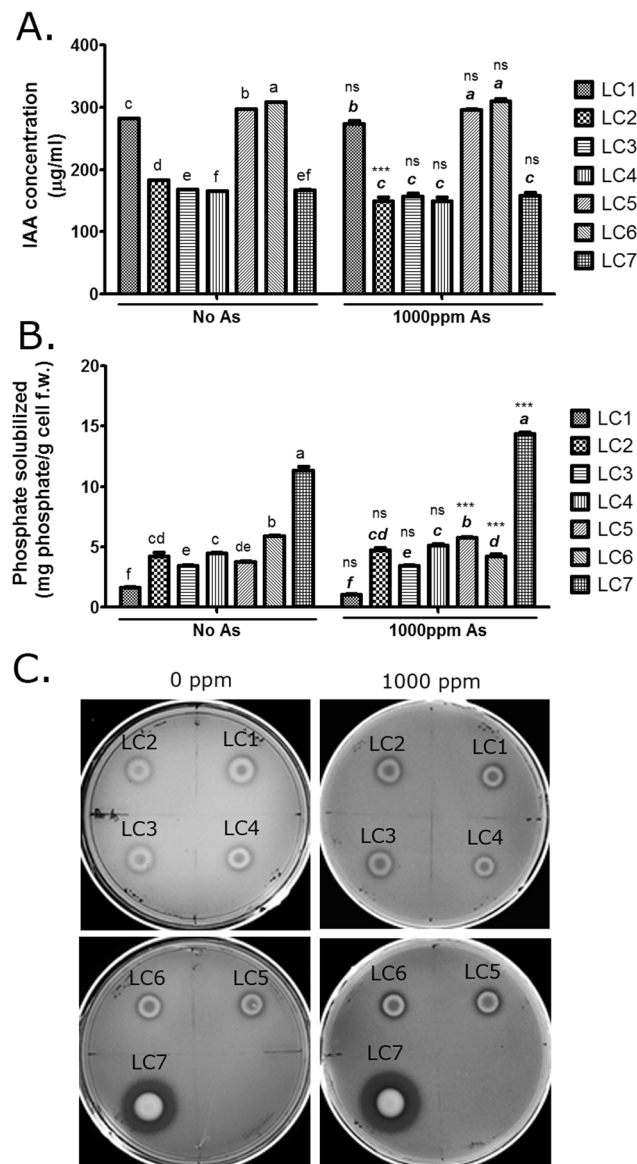 A.
IAA concentration
(µg/ml)
400
300
200
100
0
c
d
e
f
b
a
ef
ns
b
***
c
ns
c
ns
c
ns
a
ns
a
ns
c
No As
1000ppm As
LC1
LC2
LC3
LC4
LC5
LC6
LC7
B.
Phosphate solubilized
(mg phosphate/g cell f.w.)
20
15
10
5
0
f
cd
e
c
de
b
a
ns
f
ns
cd
ns
e
ns
c
***
b
***
d
***
a
No As
1000ppm As
LC1
LC2
LC3
LC4
LC5
LC6
LC7
C.
0 ppm
1000 ppm
LC2 LC1
LC3 LC4
LC2 LC1
LC3 LC4
LC6 LC5
LC7
LC6 LC5
LC7